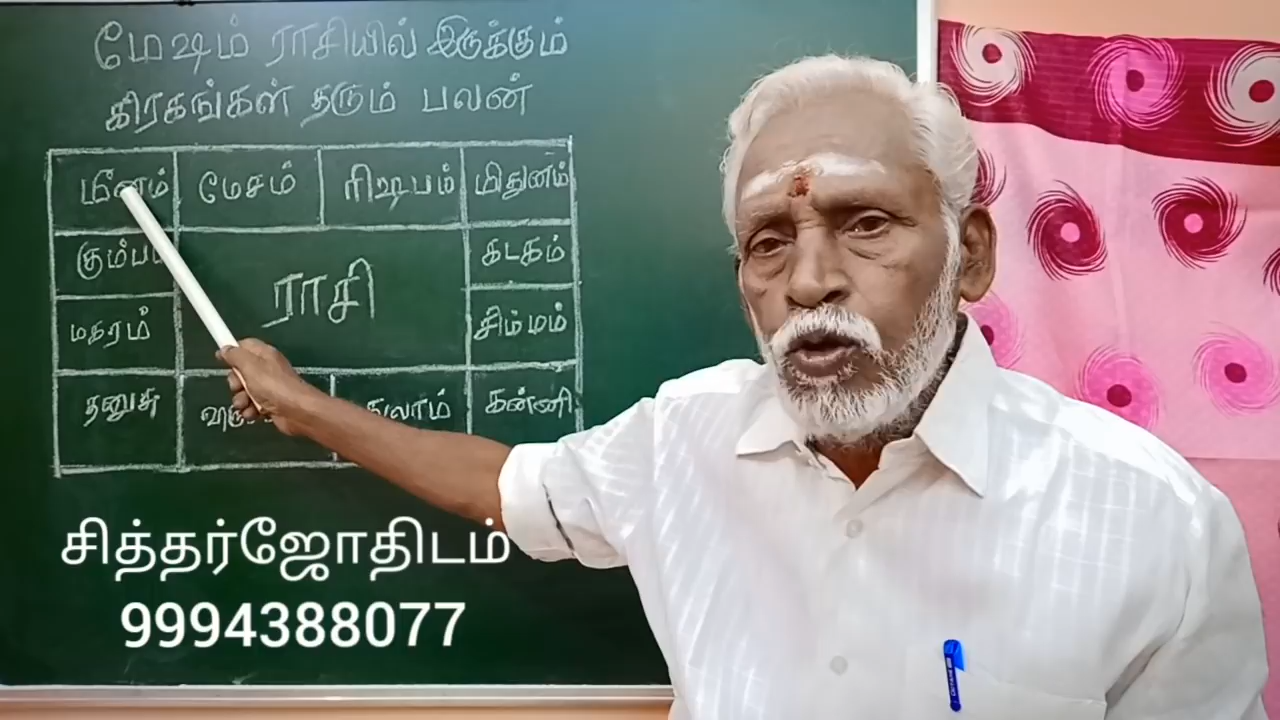 மேஷம் ராசியில் இருக்கும்
கிரகங்கள் தரும் பலன்
மீனம் மேசம் ரிஷபம் மிதுனம்
கடகம்
ராசி
மகரம் சிம்மம்
தனுசு கன்னி
சித்தர்ஜோதிடம்
9994388077